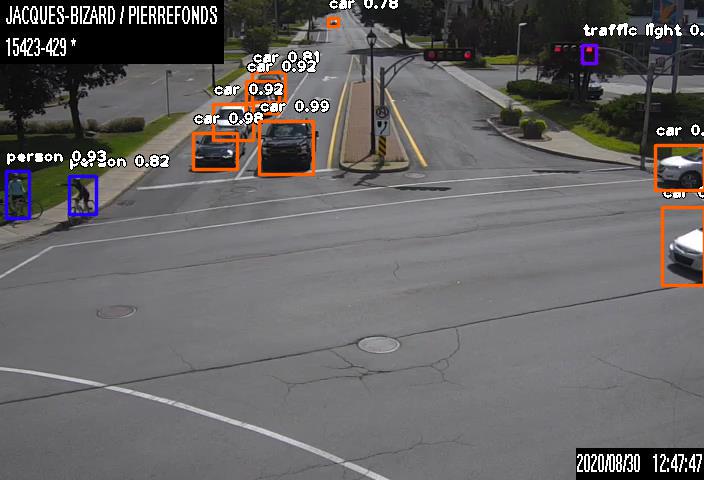 JACQUES-BIZARD / PIERREFONDS
15423-429 *
car 0.78
traffic light 0.
car 0.81
car 0.92
car 0.92
car 0.99
car 0.98
car 0.
person 0.93
person 0.82
2020/08/30 12:47:47